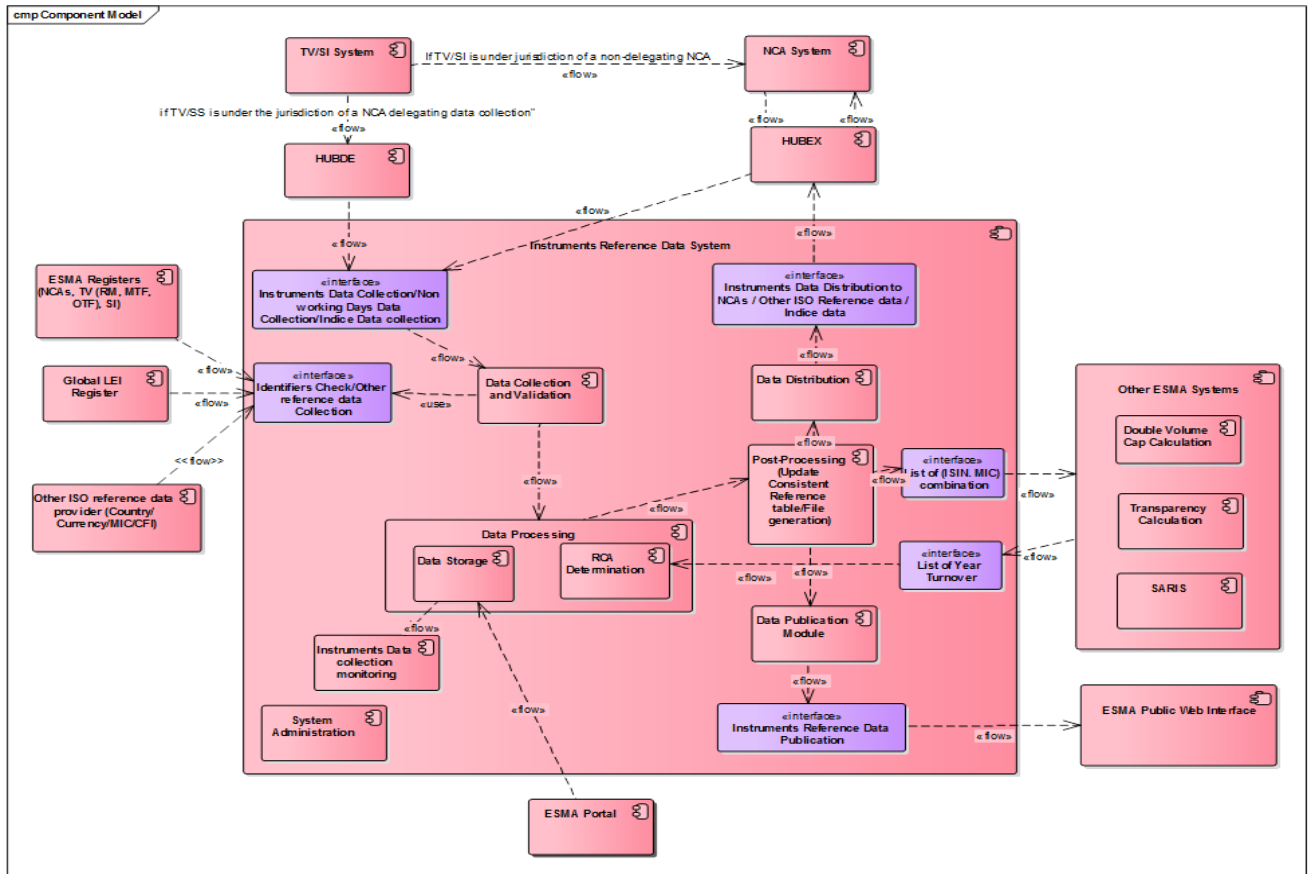 cmp Component Model
TV/SI System
If TV/SI is under jurisdiction of a non-delegating NCA
«flow»
NCA System
if TV/SS is under the jurisdiction of a NCA delegating data collection"
«flow»
«flow»
«flow»
HUBDE
HUBEX
«flow»
«flow»
«flow»
Instruments Reference Data System
ESMA Registers
(NCAs, TV (RM, MTF,
OTF), SI)
«interface»
Instruments Data Collection/Non
working Days Data
Collection/Indice Data collection
«interface»
Instruments Data Distribution to
NCAs / Other ISO Reference data /
Indice data
«flow»
«flow»
«flow»
Global LEI
Register
«flow»
«interface»
Identifiers Check/Other
reference data
Collection
«use»
Data Collection
and Validation
Data Distribution
Other ESMA Systems
Double Volume
Cap Calculation
<< flow>>
«flow»
Other ISO reference data
provider (Country/
Currency/MIC/CFI)
«flow»
«flow»
Post-Processing
(Update
Consistent
Reference
table/File
generation)
«flow»
«interface»
List of (ISIN. MIC)
combination
«flow»
Transparency
Calculation
Data Processing
Data Storage
RCA
Determination
«flow»
«flow»
«interface»
List of Year
Turnover
«flow»
SARIS
«flow»
Instruments Data
collection
monitoring
Data Publication
Module
«flow»
«flow»
System
Administration
«interface»
Instruments Reference Data
Publication
«flow»
ESMA Public Web Interface
ESMA Portal